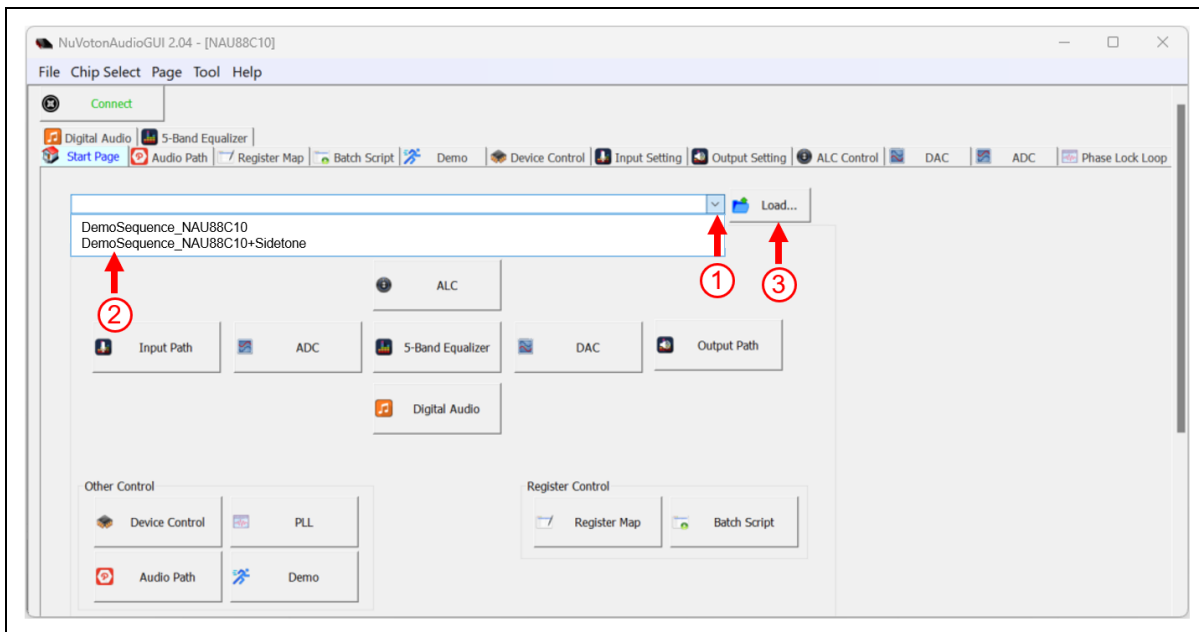 NuVotonAudioGUI 2.04 - [NAU88C10]
File Chip Select Page Tool Help
Connect
Digital Audio 5-Band Equalizer
Start Page Audio Path Register Map Batch Script Demo Device Control Input Setting Output Setting ALC Control DAC ADC Phase Lock Loop
Load...
DemoSequence_NAU88C10
DemoSequence_NAU88C10+Sidetone
1
3
2
ALC
Input Path ADC 5-Band Equalizer DAC Output Path
Digital Audio
Other Control Register Control
Device Control PLL Register Map Batch Script
Audio Path Demo